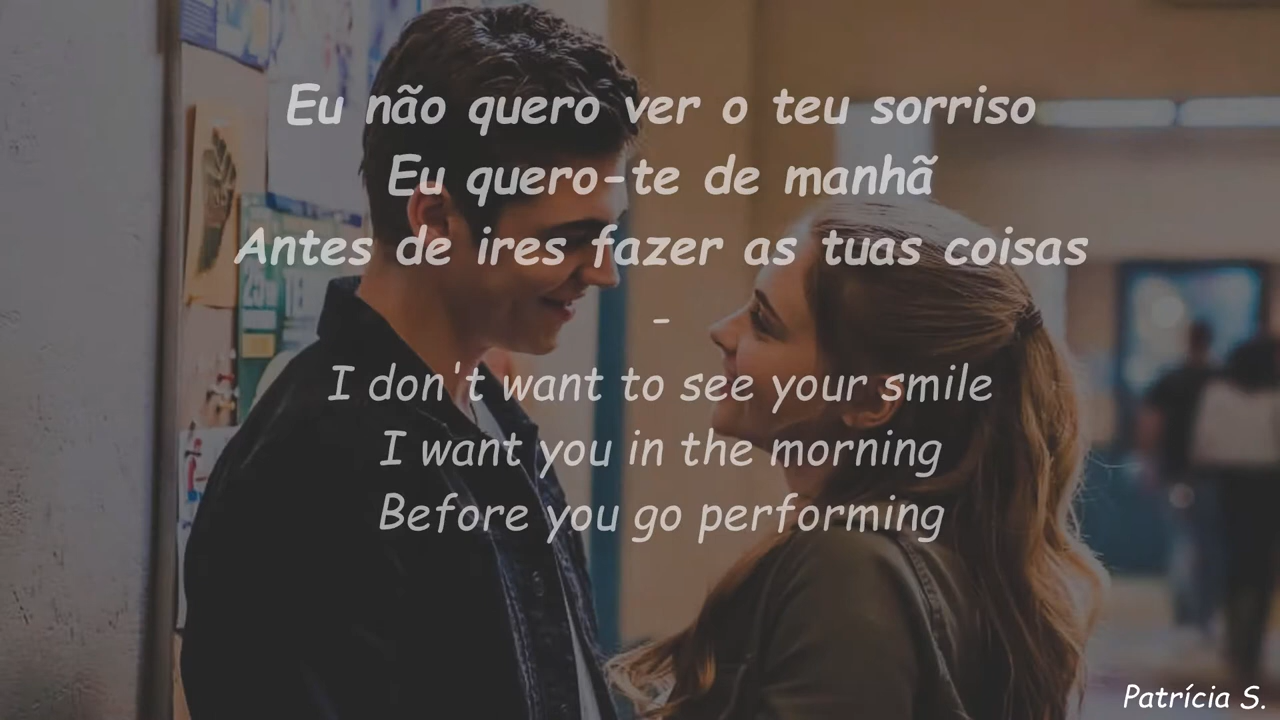 Eu não quero ver o teu sorriso
Eu quero-te de manhã
Antes de ires fazer as tuas coisas
-
I don't want to see your smile
I want you in the morning
Before you go performing
Patrícia S.